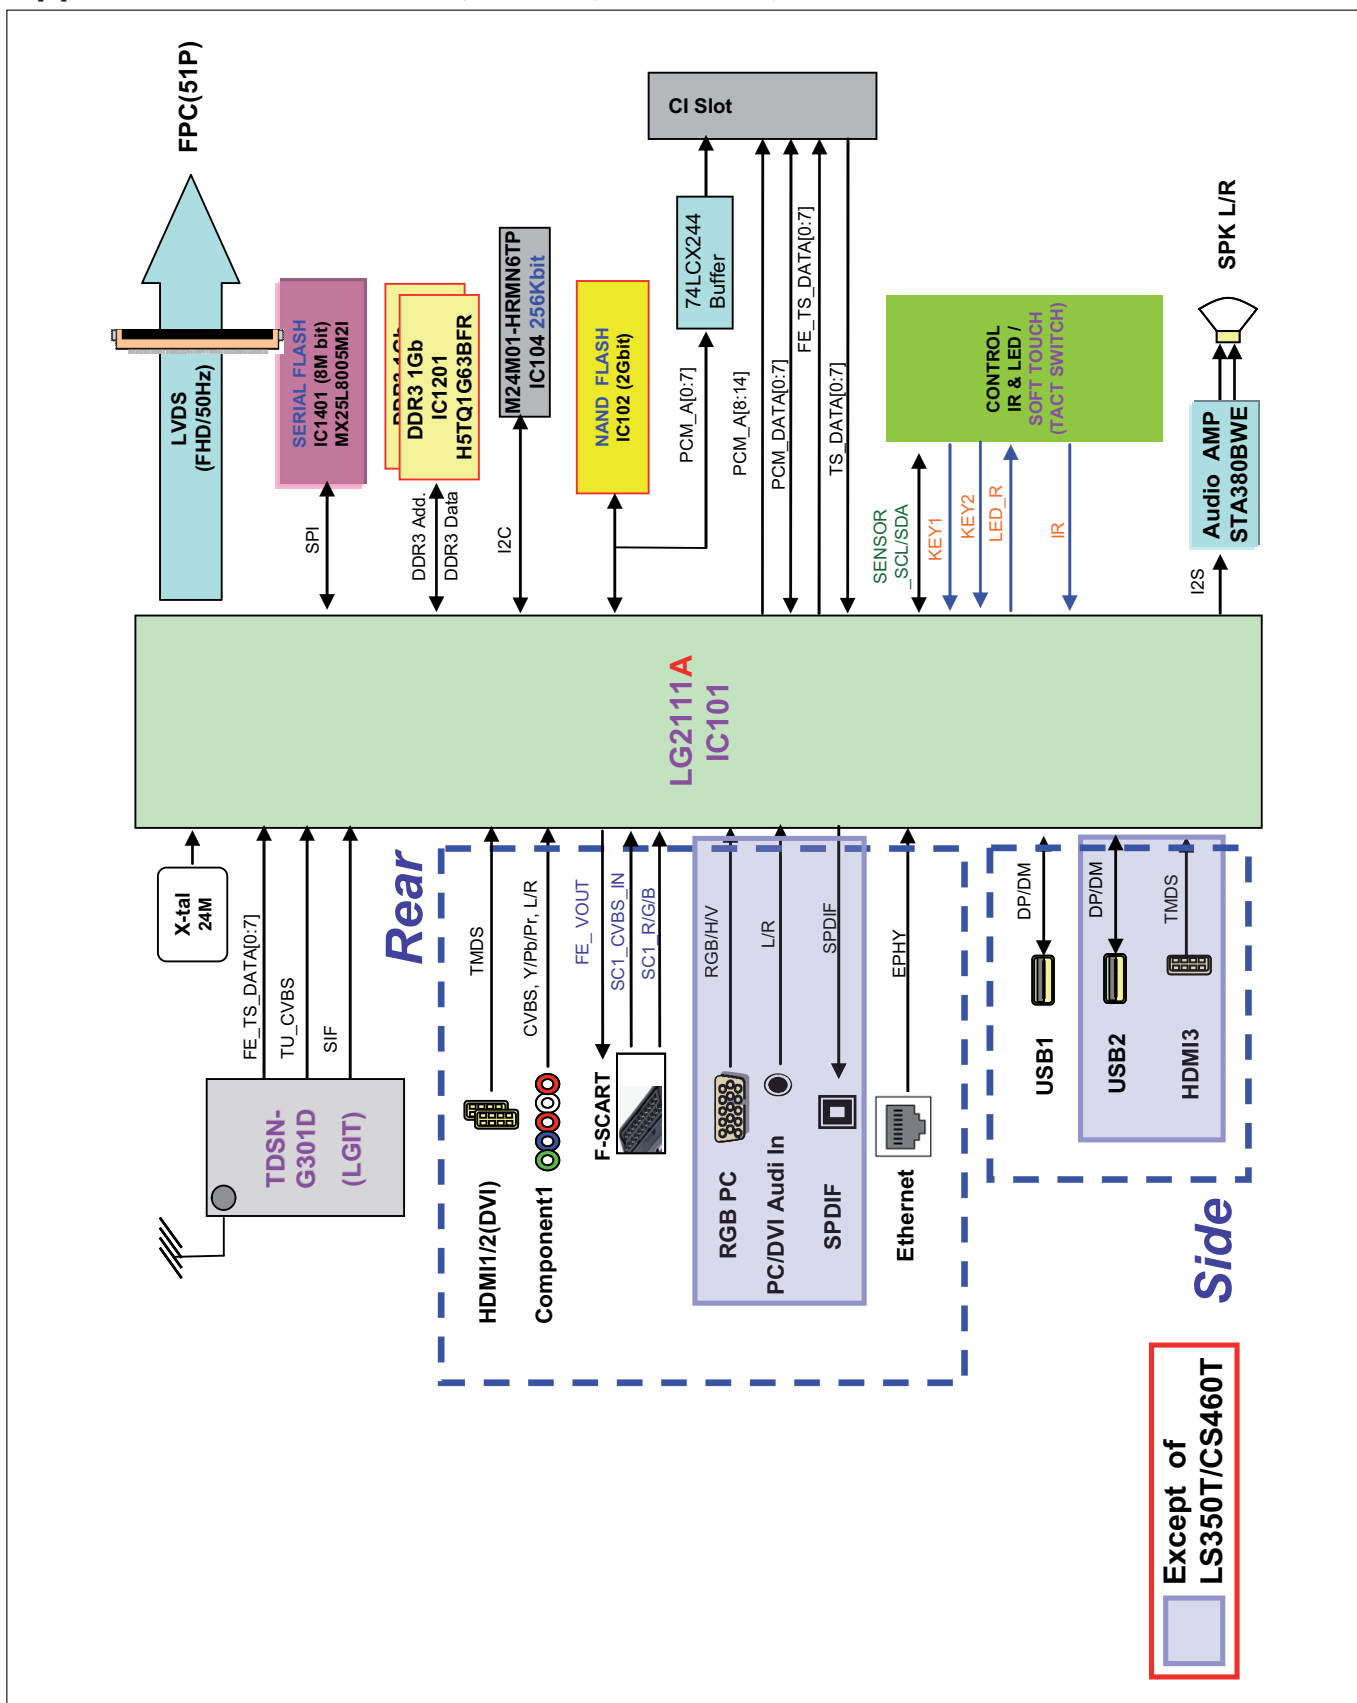 FPC(51P)
LVDS
(FHD/50Hz)
SERIAL FLASH
IC1401 (8M bit)
MX25L8005M2I
SPI
DDR3 1Gb
DDR3 1Gb
IC1201
H5TQ1G63BFR
DDR3 Add.
DDR3 Data
M24M01-HRMN6TP
IC104 256Kbit
I2C
NAND FLASH
IC102 (2Gbit)
74LCX244
Buffer
PCM_A[0:7]
CI Slot
PCM_A[8:14]
PCM_DATA[0:7]
FE_TS_DATA[0:7]
TS_DATA[0:7]
CONTROL
IR & LED /
SOFT TOUCH
(TACT SWITCH)
SENSOR
_SCL/SDA
KEY1
KEY2
LED_R
IR
SPK L/R
Audio AMP
STA380BWE
I2S
LG2111A
IC101
X-tal
24M
FE_TS_DATA[0:7]
TU_CVBS
SIF
TDSN-
G301D
(LGIT)
Rear
TMDS
HDMI1/2(DVI)
CVBS, Y/Pb/Pr, L/R
Component1
FE_VOUT
SC1_CVBS_IN
SC1_R/G/B
F-SCART
RGB/H/V
RGB PC
L/R
PC/DVI Audi In
SPDIF
SPDIF
EPHY
Ethernet
DP/DM
USB1
DP/DM
USB2
TMDS
HDMI3
Side
Except of
LS350T/CS460T